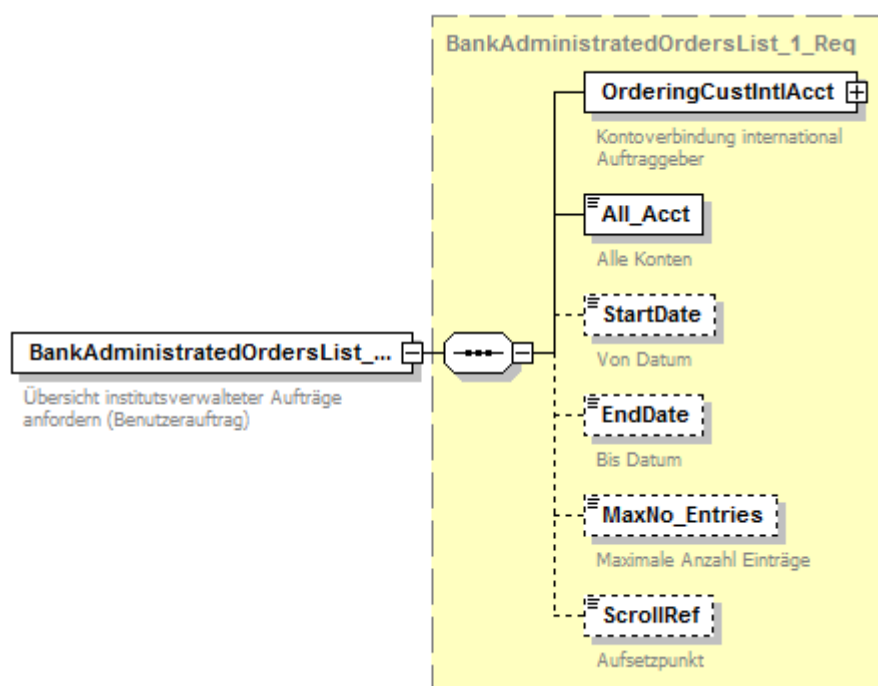 BankAdministratedOrdersList_1_Req
OrderingCustIntlAcct
Kontoverbindung international
Auftraggeber
All_Acct
Alle Konten
StartDate
Von Datum
BankAdministratedOrdersList_...
Übersicht institutsverwalteter Aufträge
anfordern (Benutzerauftrag)
EndDate
Bis Datum
MaxNo_Entries
Maximale Anzahl Einträge
ScrollRef
Aufsetzpunkt